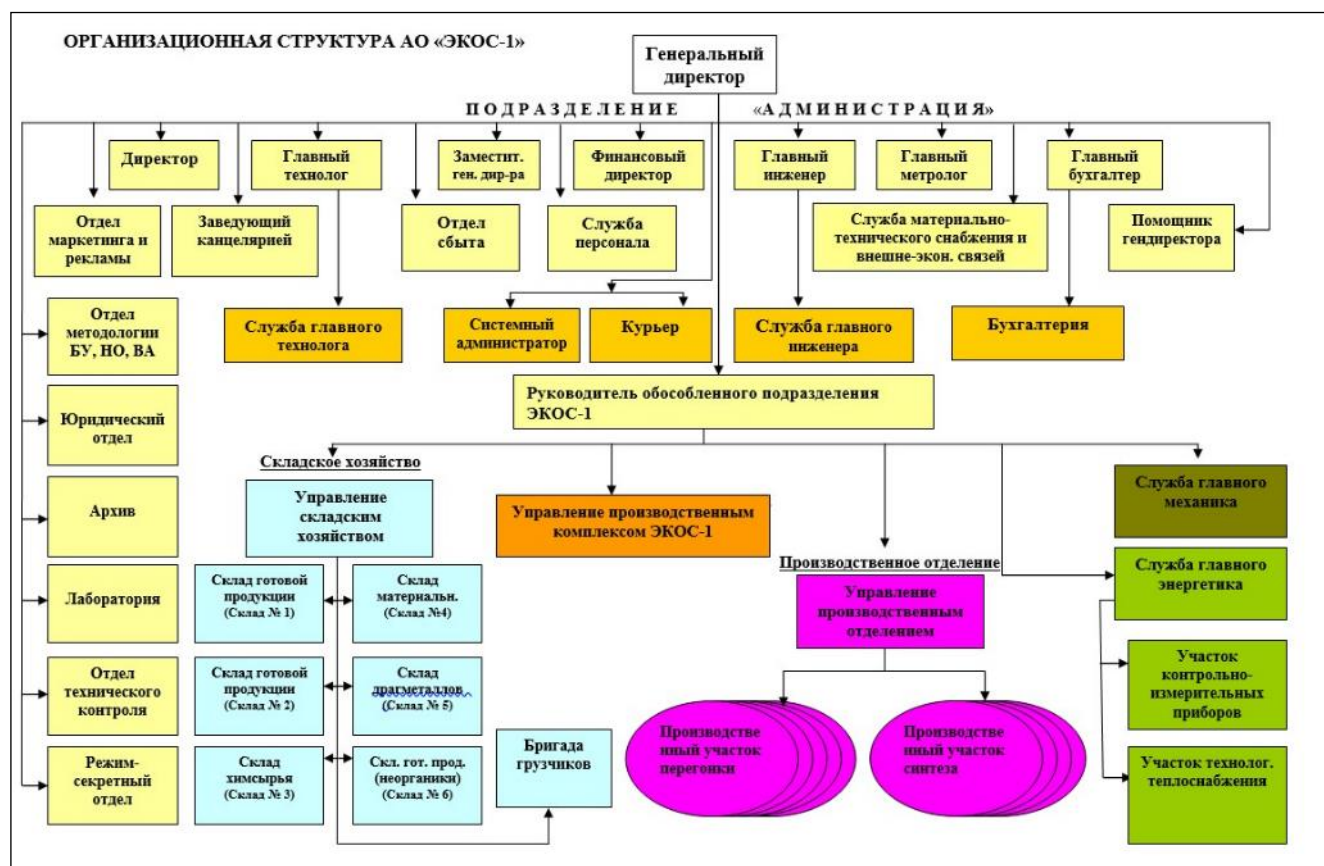 ОРГАНИЗАЦИОННАЯ СТРУКТУРА АО «ЭКОС-1»
Генеральный
директор
ПОДРАЗДЕЛЕНИЕ «АДМИНИСТРАЦИЯ»
Директор
Главный
технолог
Заместит.
ген. дир-ра
Финансовый
директор
Главный
инженер
Главный
метролог
Главный
бухгалтер
Отдел
маркетинга и
рекламы
Заведующий
канцелярией
Отдел
сбыта
Служба
персонала
Служба материально-
технического снабжения и
внешне-экон. связей
Помощник
гендиректора
Отдел
методологии
БУ, НО, ВА
Служба главного
технолога
Системный
администратор
Курьер
Служба главного
инженера
Бухгалтерия
Руководитель обособленного подразделения
ЭКОС-1
Юридический
отдел
Архив
Лаборатория
Отдел
технического
контроля
Режим-
секретный
отдел
Складское хозяйство
Управление
складским
хозяйством
Склад готовой
продукции
(Склад № 1)
Склад
материальн.
(Склад №4)
Склад готовой
продукции
(Склад № 2)
Склад
драгметаллов
(Склад № 5)
Склад
химсырья
(Склад № 3)
Скл. гот. прод.
(неорганики)
(Склад № 6)
Бригада
грузчиков
Управление производственным
комплексом ЭКОС-1
Производственное отделение
Управление
производственным
отделением
Производстве
нный участок
перегонки
Производстве
нный участок
синтеза
Служба главного
механика
Служба главного
энергетика
Участок
контрольно-
измерительных
приборов
Участок технолог.
теплоснабжения